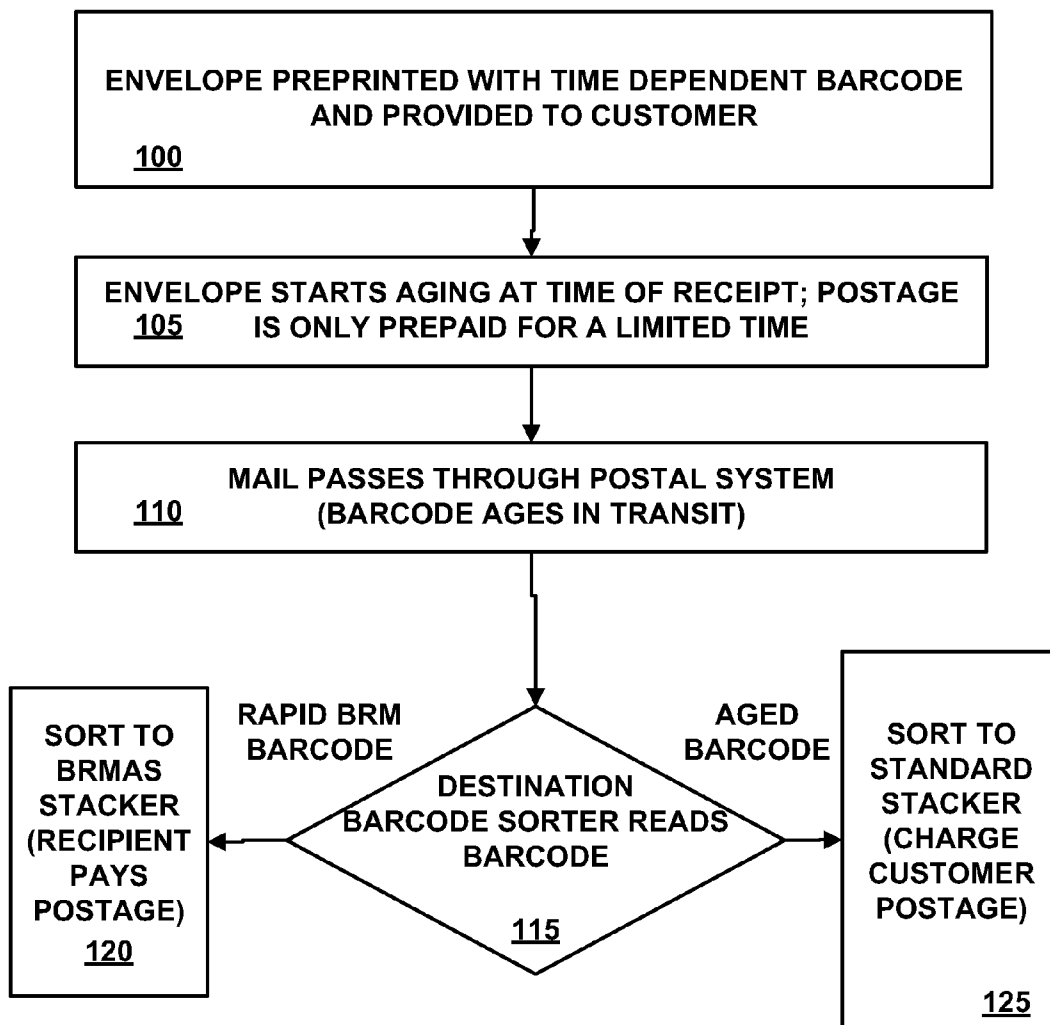 ENVELOPE PREPRINTED WITH TIME DEPENDENT BARCODE
AND PROVIDED TO CUSTOMER
100
ENVELOPE STARTS AGING AT TIME OF RECEIPT; POSTAGE
IS ONLY PREPAID FOR A LIMITED TIME
105
MAIL PASSES THROUGH POSTAL SYSTEM
(BARCODE AGES IN TRANSIT)
110
RAPID BRM
BARCODE
AGED
BARCODE
SORT TO
BRMAS
STACKER
(RECIPIENT
PAYS
POSTAGE)
120
DESTINATION
BARCODE SORTER READS
BARCODE
115
SORT TO
STANDARD
STACKER
(CHARGE
CUSTOMER
POSTAGE)
125